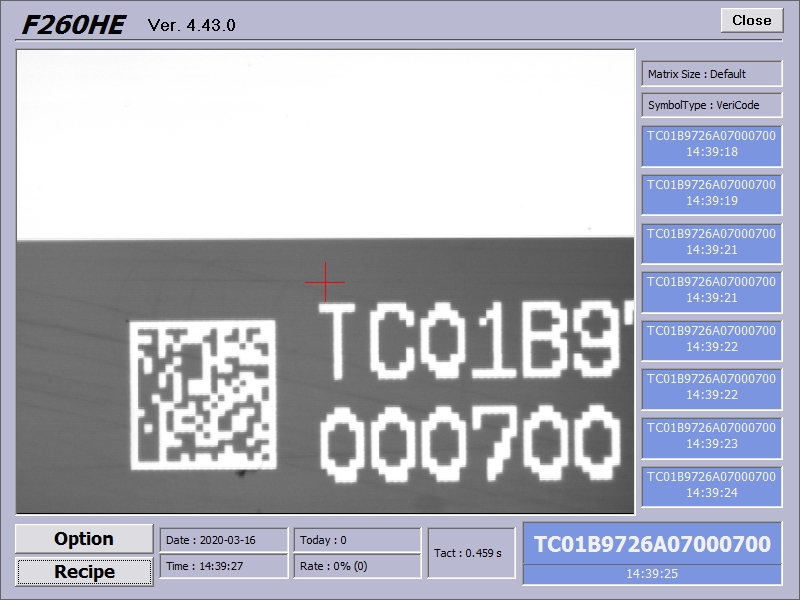 F260HE Ver. 4.43.0
Close
Matrix Size : Default
SymbolType : VeriCode
TC01B9726A07000700
14:39:18
TC01B9726A07000700
14:39:19
TC01B9726A07000700
14:39:21
TC01B9726A07000700
14:39:21
TC01B9726A07000700
14:39:22
TC01B9726A07000700
14:39:22
TC01B9726A07000700
14:39:23
TC01B9726A07000700
14:39:24
TC01B9
000700
Option
Recipe
Date : 2020-03-16
Time : 14:39:27
Today : 0
Rate : 0% (0)
Tact : 0.459 s
TC01B9726A07000700
14:39:25